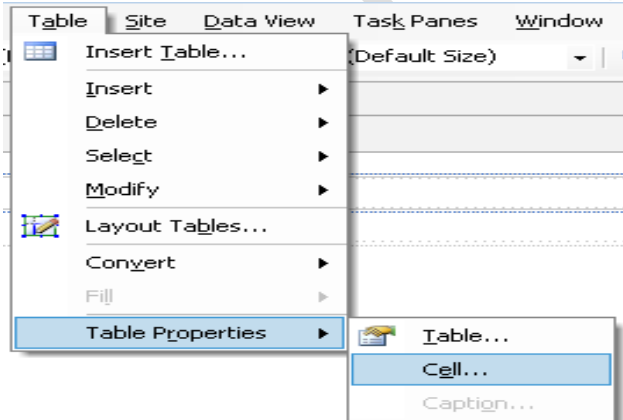 Table Site Data View Task Panes Window
Insert Table... (Default Size)
Insert
Delete
Select
Modify
Layout Tables...
Convert
Fill
Table Properties Table...
Cell...
Caption...